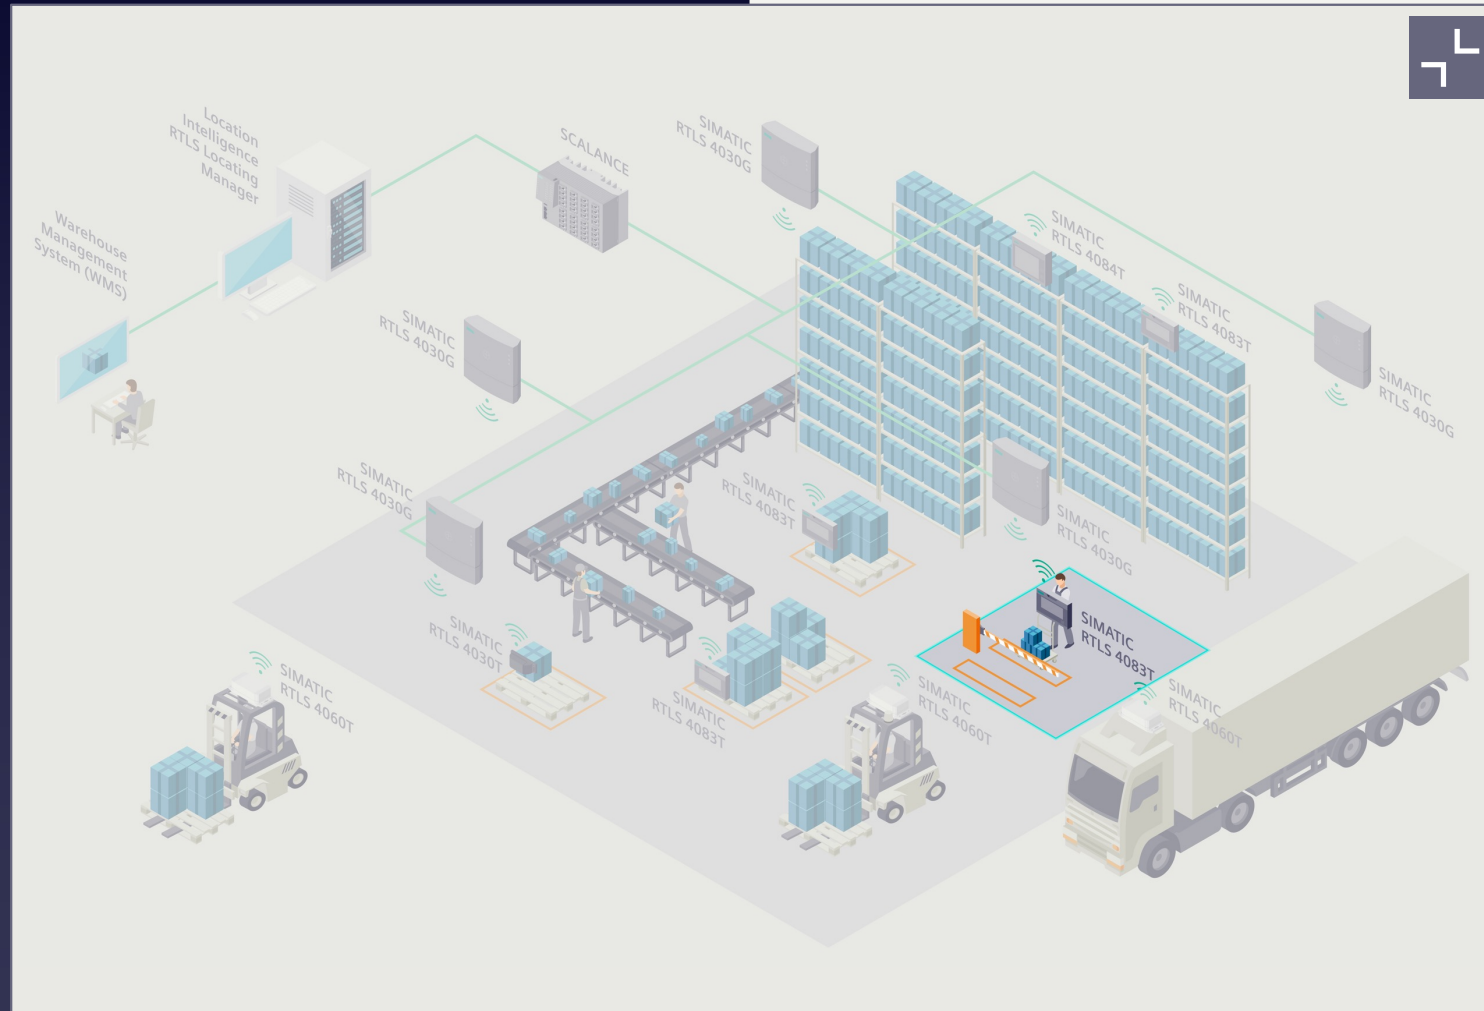 Location
Intelligence
RTLS Locating
Manager
SCALANCE
SIMATIC
RTLS 4030G
Warehouse
Management
System (WMS)
SIMATIC
RTLS 4084T
SIMATIC
RTLS 4083T
SIMATIC
RTLS 4030G
SIMATIC
RTLS 4030G
SIMATIC
RTLS 4030G
SIMATIC
RTLS 4083T
SIMATIC
RTLS 4030G
SIMATIC
RTLS 4030T
SIMATIC
RTLS 4083T
SIMATIC
RTLS 4060T
SIMATIC
RTLS 4083T
SIMATIC
RTLS 4060T
SIMATIC
RTLS 4060T